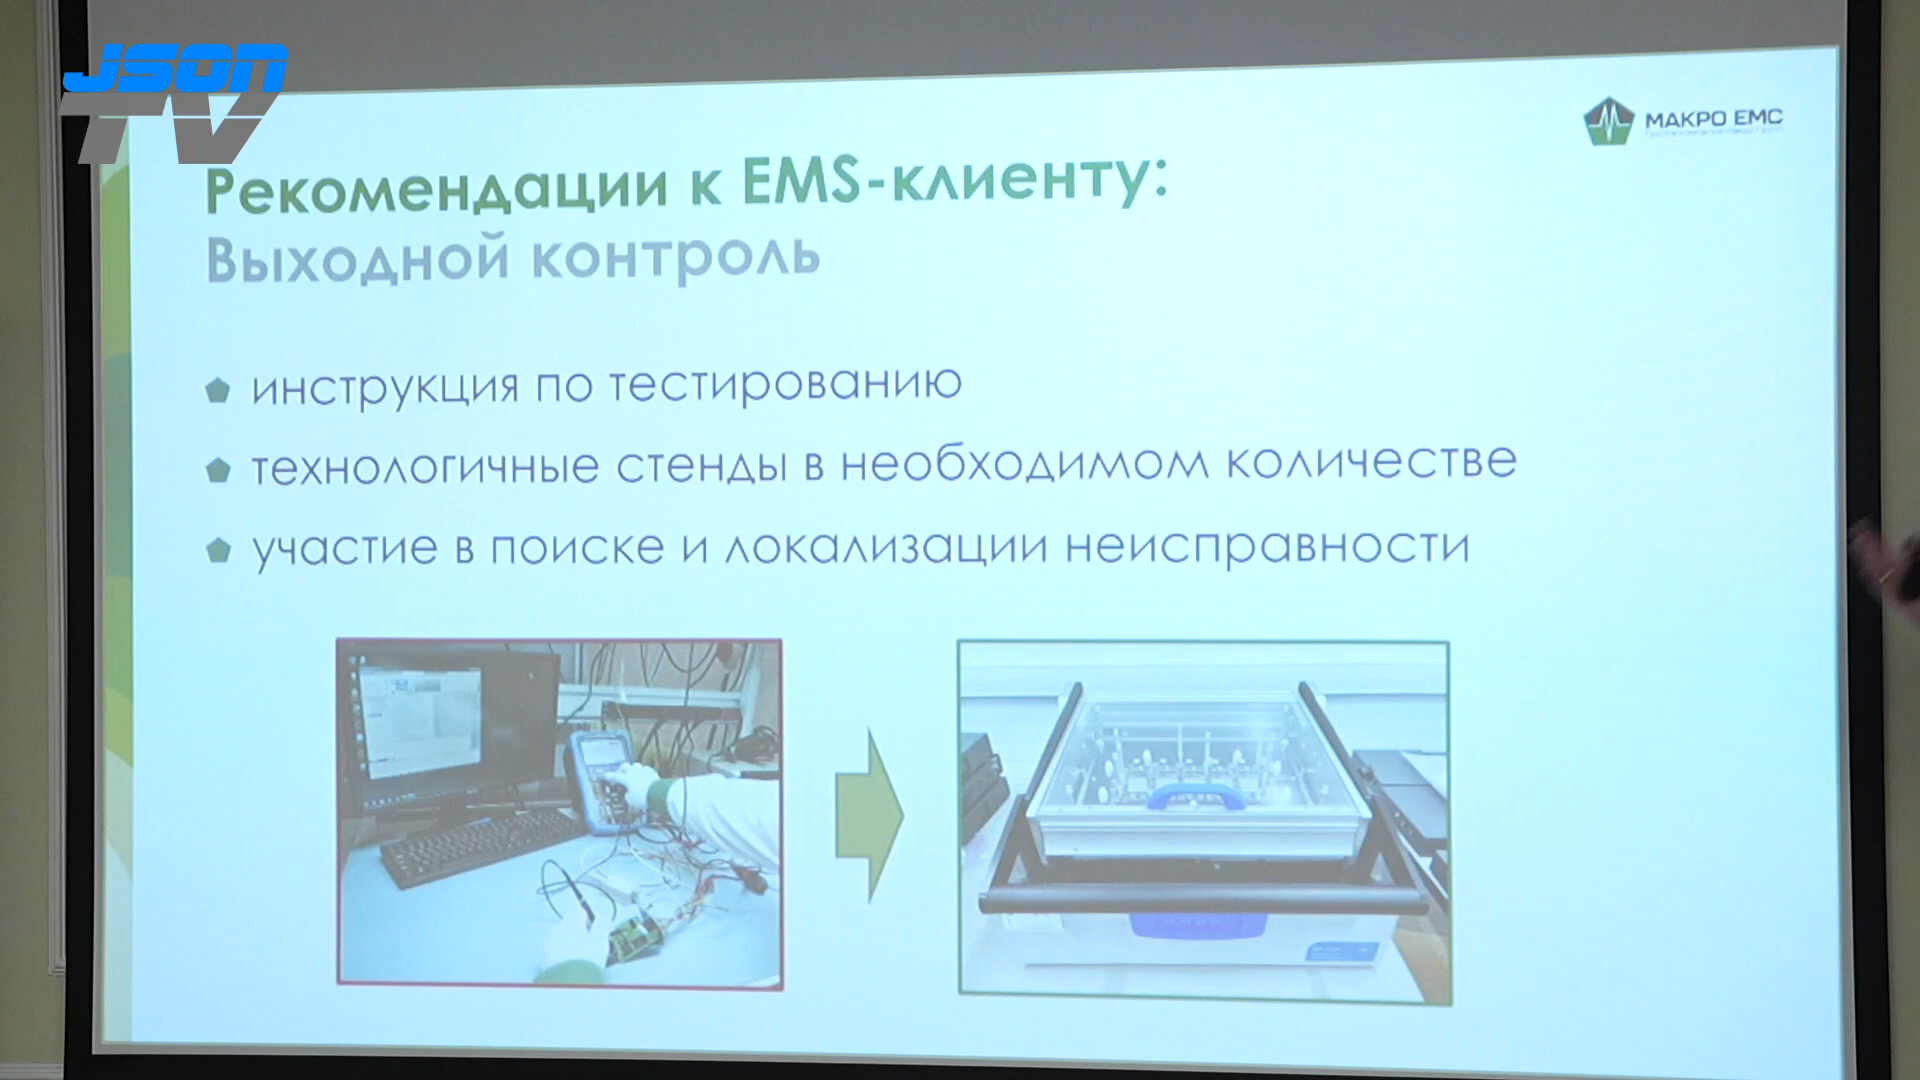 JSON
TV
МАКРО ЕМС
Рекомендации к EMS-клиенту:
Выходной контроль
инструкция по тестированию
технологичные стенды в необходимом количестве
участие в поиске и локализации неисправности